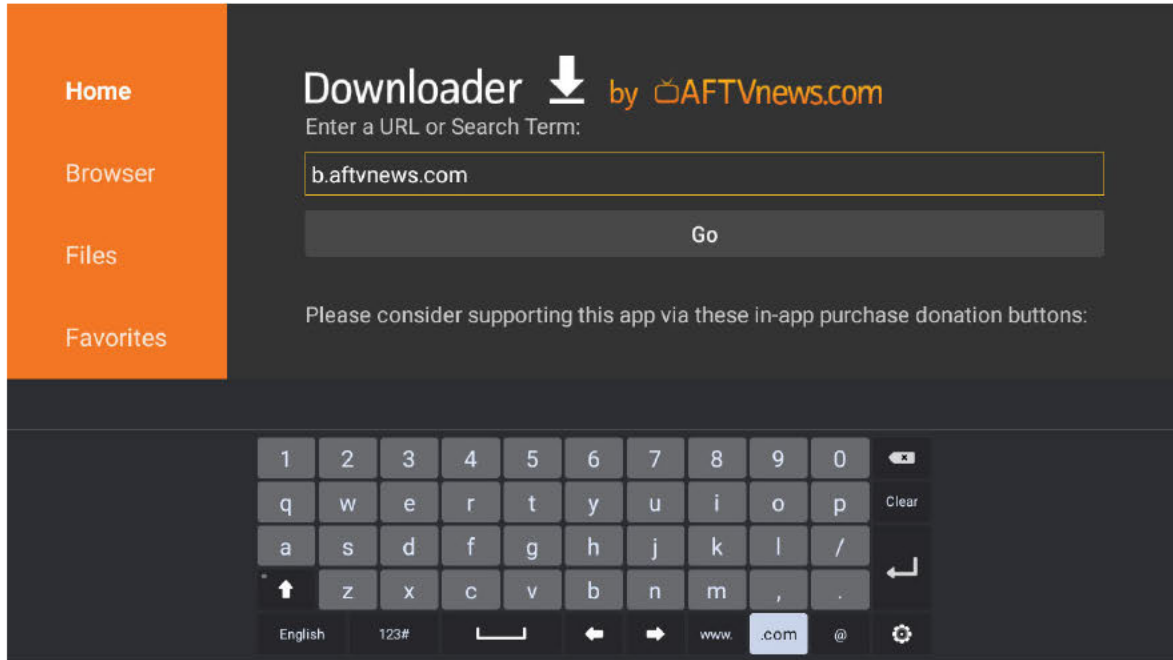 Home
Browser
Files
Favorites
Downloader by AFTVnews.com
Enter a URL or Search Term:
b.aftvnews.com
Go
Please consider supporting this app via these in-app purchase donation buttons:
1 2 3 4 5 6 7 8 9 0
q w e r t y u i o p Clear
a s d f g h j k l /
z x c v b n m , .
English 123# www. .com @